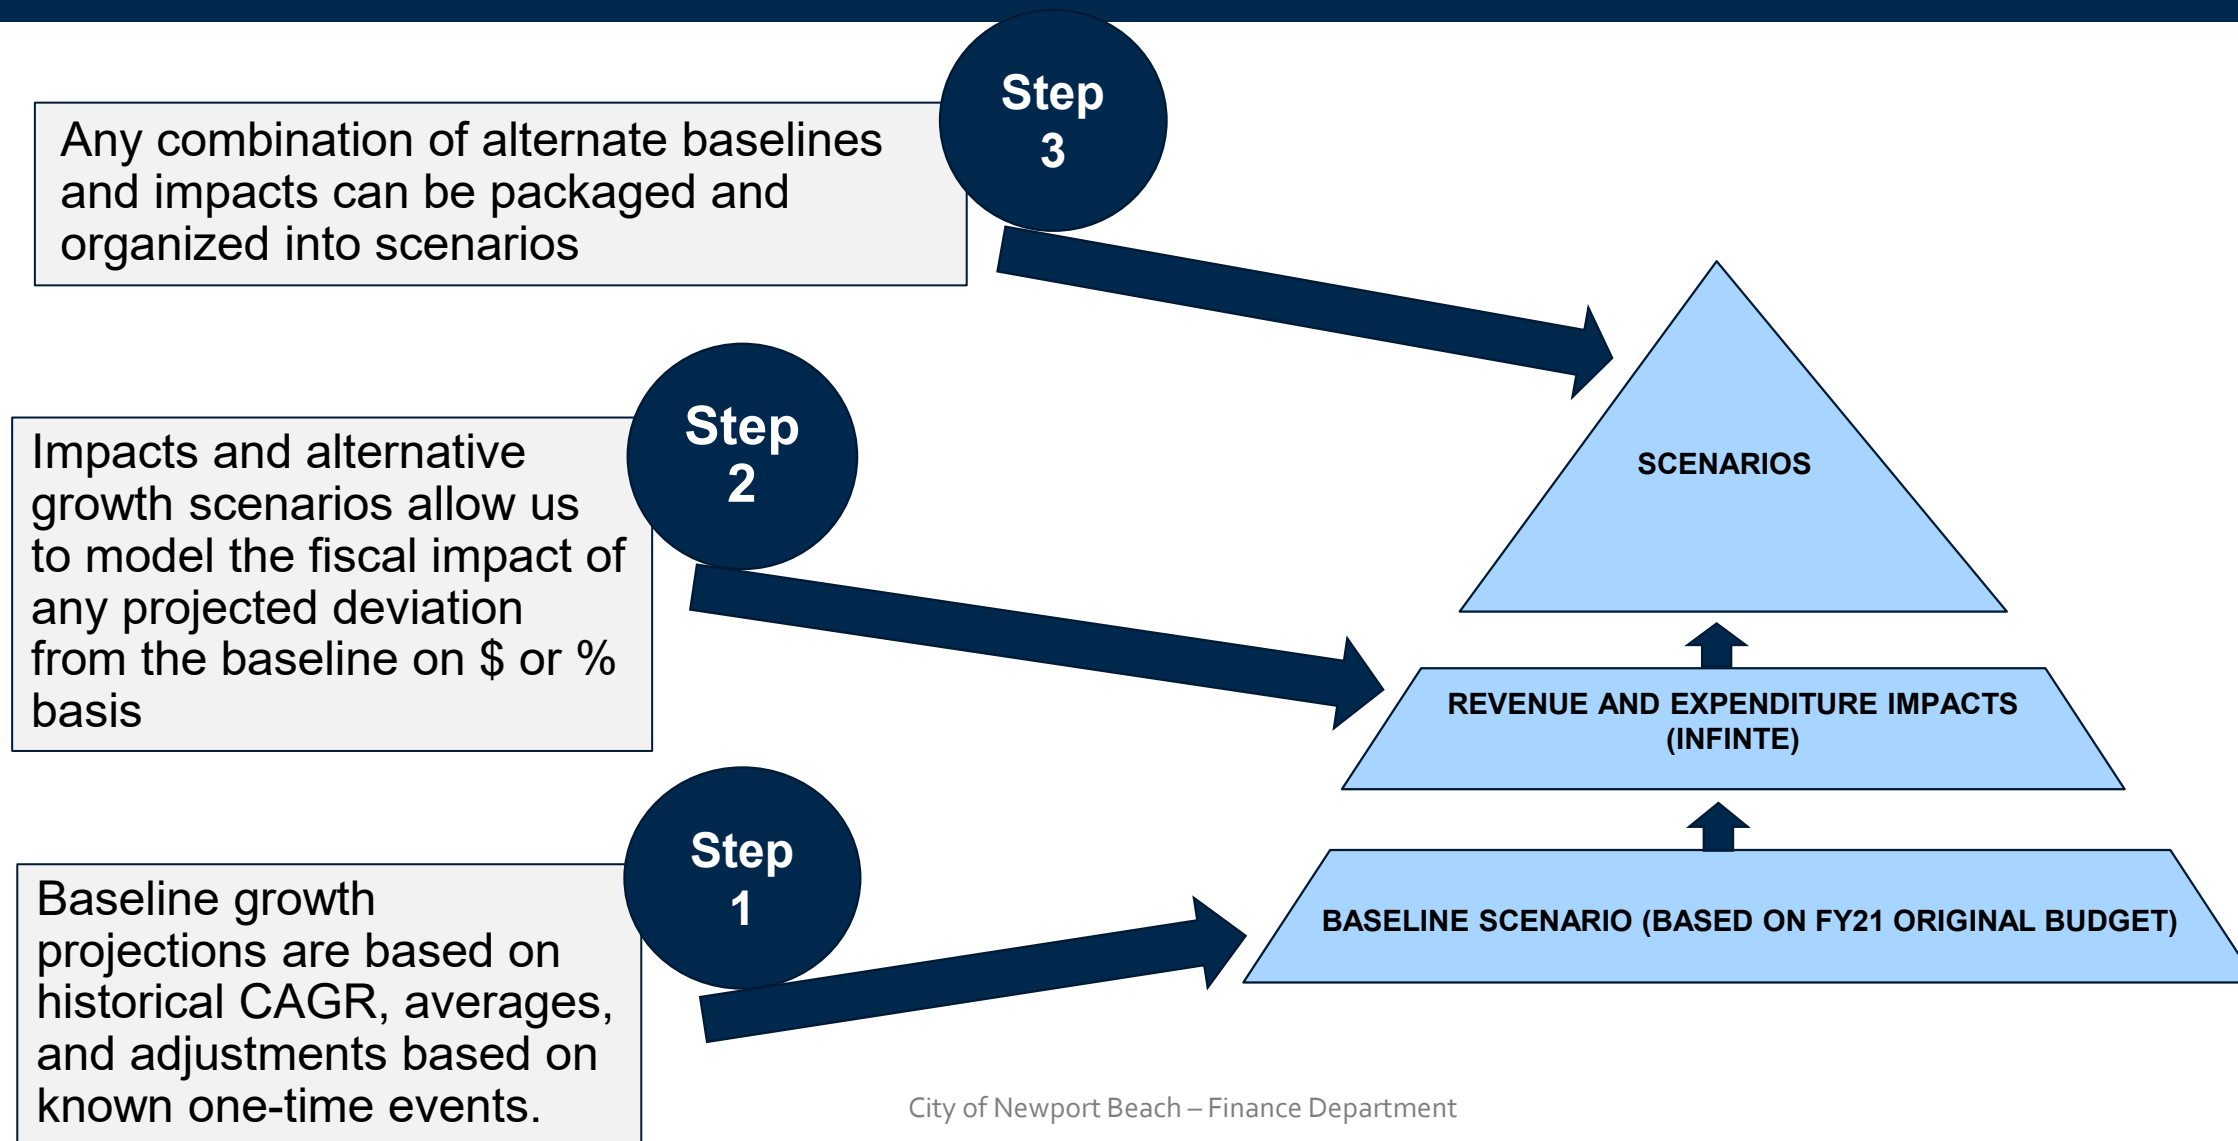 Step
3
Any combination of alternate baselines
and impacts can be packaged and
organized into scenarios
Step
2
Impacts and alternative
growth scenarios allow us
to model the fiscal impact of
any projected deviation
from the baseline on $ or %
basis
Step
1
Baseline growth
projections are based on
historical CAGR, averages,
and adjustments based on
known one-time events.
SCENARIOS
REVENUE AND EXPENDITURE IMPACTS
(INFINTE)
BASELINE SCENARIO (BASED ON FY21 ORIGINAL BUDGET)
City of Newport Beach – Finance Department